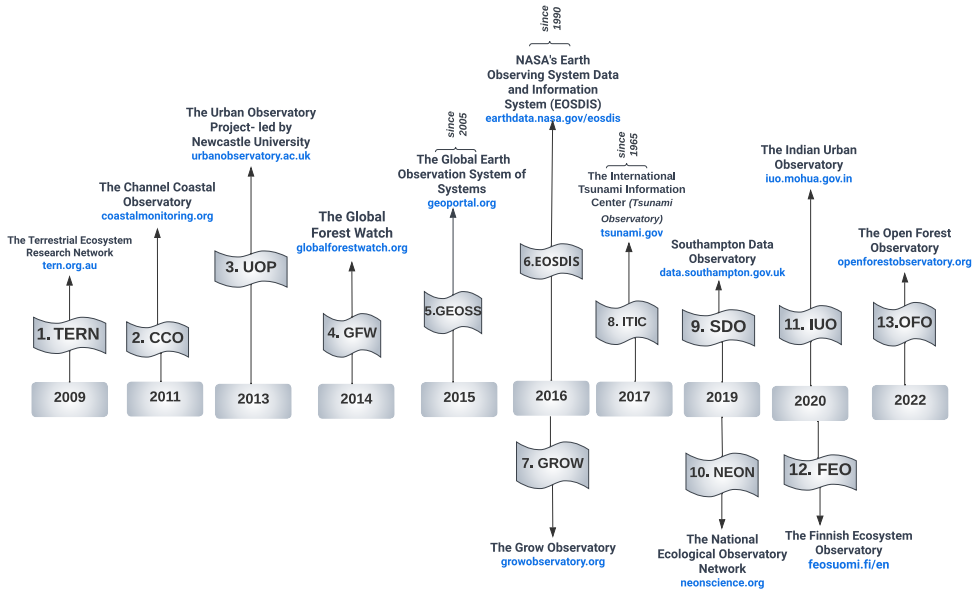 The Terrestrial Ecosystem
Research Network
tern.org.au
1. TERN
2009
The Channel Coastal
Observatory
coastalmonitoring.org
2. CCO
2011
The Urban Observatory
Project- led by
Newcastle University
urbanobservatory.ac.uk
3. UOP
2013
The Global
Forest Watch
globalforestwatch.org
4. GFW
2014
since
2005
The Global Earth
Observation System of
Systems
geoportal.org
5.GEOSS
2015
since
1990
NASA's Earth
Observing System Data
and Information
System (EOSDIS)
earthdata.nasa.gov/eosdis
6.EOSDIS
2016
7. GROW
The Grow Observatory
growobservatory.org
since
1965
The International
Tsunami Information
Center (Tsunami
Observatory)
tsunami.gov
8. ITIC
2017
Southampton Data
Observatory
data.southampton.gov.uk
9. SDO
2019
10. NEON
The National
Ecological Observatory
Network
neonscience.org
The Indian Urban
Observatory
iuo.mohua.gov.in
11. IUO
2020
12. FEO
The Finnish Ecosystem
Observatory
feosuomi.fi/en
The Open Forest
Observatory
openforestobservatory.org
13.OFO
2022